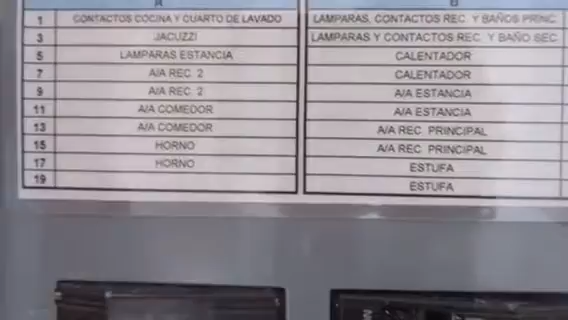 1 CONTACTOS COCINA Y CUARTO DE LAVADO LAMPARAS, CONTACTOS REC. Y BAÑOS PRINC.
3 JACUZZI LAMPARAS Y CONTACTOS REC. Y BAÑO SEC.
5 LAMPARAS ESTANCIA CALENTADOR
7 A/A REC. 2 CALENTADOR
9 A/A REC. 2 A/A ESTANCIA
11 A/A COMEDOR A/A ESTANCIA
13 A/A COMEDOR A/A REC. PRINCIPAL
15 HORNO A/A REC. PRINCIPAL
17 HORNO ESTUFA
19 ESTUFA